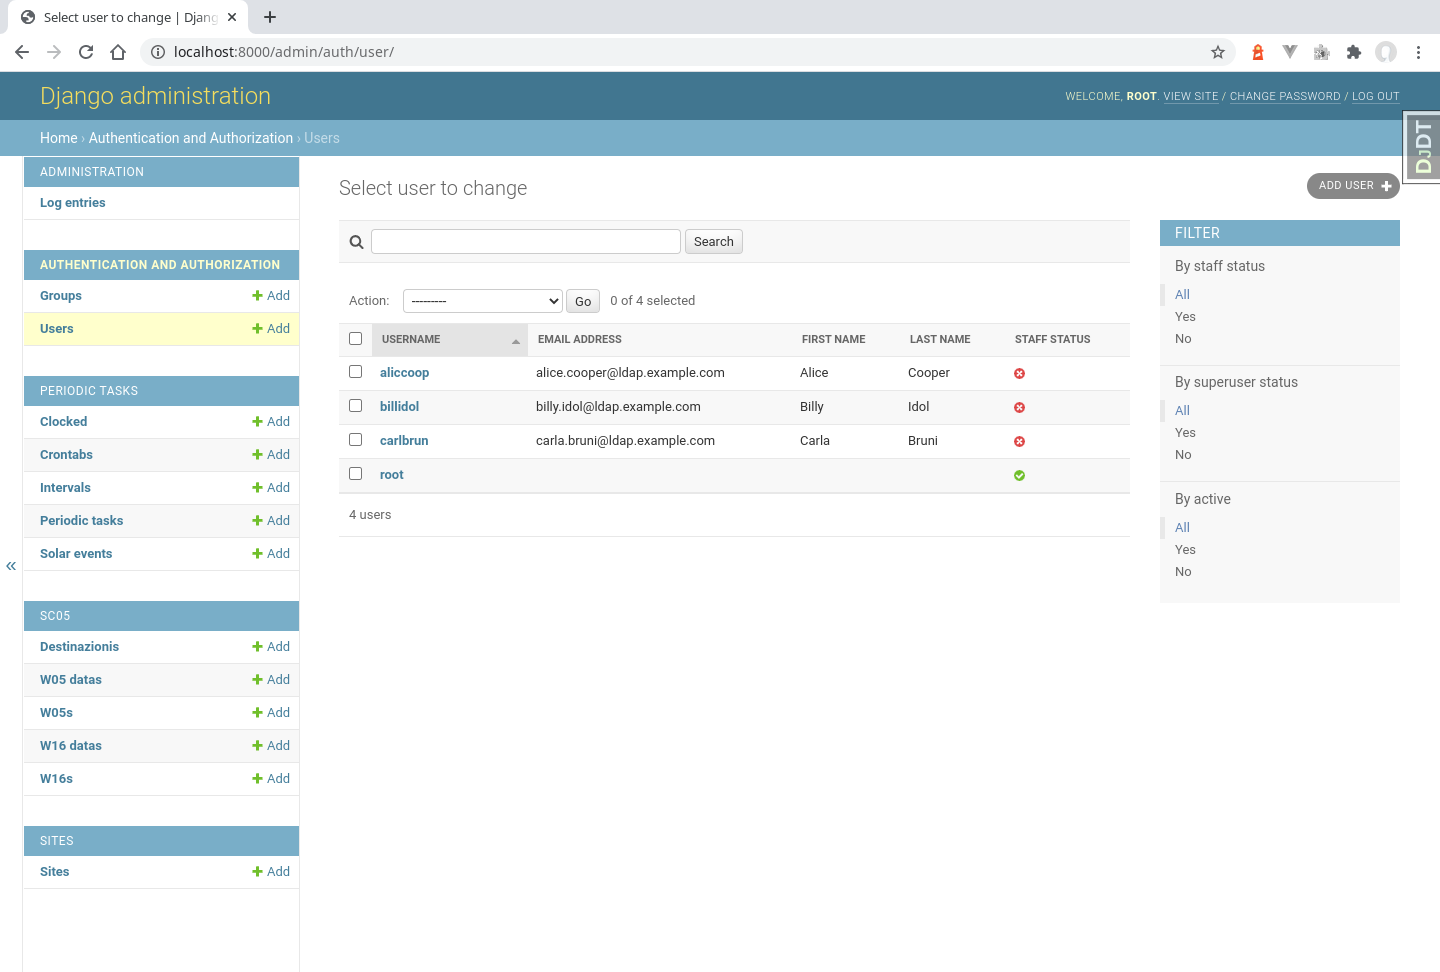 Select user to change | Djang
localhost:8000/admin/auth/user/
Django administration
WELCOME, ROOT. VIEW SITE / CHANGE PASSWORD / LOG OUT
Home › Authentication and Authorization › Users
DJDT
ADMINISTRATION
Log entries
AUTHENTICATION AND AUTHORIZATION
Groups Add
Users Add
PERIODIC TASKS
Clocked Add
Crontabs Add
Intervals Add
Periodic tasks Add
Solar events Add
«
SC05
Destinazionis Add
W05 datas Add
W05s Add
W16 datas Add
W16s Add
SITES
Sites Add
Select user to change
ADD USER
Search
Action: --------- Go 0 of 4 selected
USERNAME EMAIL ADDRESS FIRST NAME LAST NAME STAFF STATUS
aliccoop alice.cooper@ldap.example.com Alice Cooper
billidol billy.idol@ldap.example.com Billy Idol
carlbrun carla.bruni@ldap.example.com Carla Bruni
root
4 users
FILTER
By staff status
All
Yes
No
By superuser status
All
Yes
No
By active
All
Yes
No